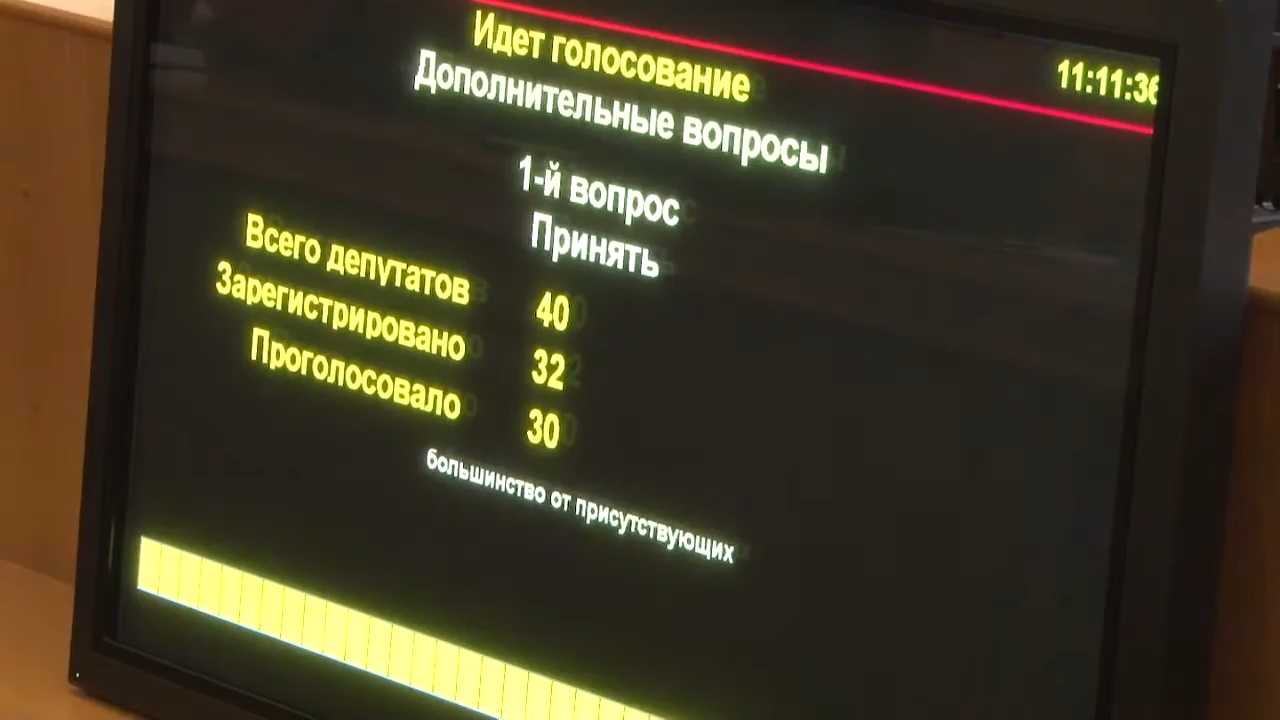 Идет голосование
11:11:36
Дополнительные вопросы
1-й вопрос
Принять
Всего депутатов 40
Зарегистрировано 32
Проголосовало 30
большинство от присутствующих